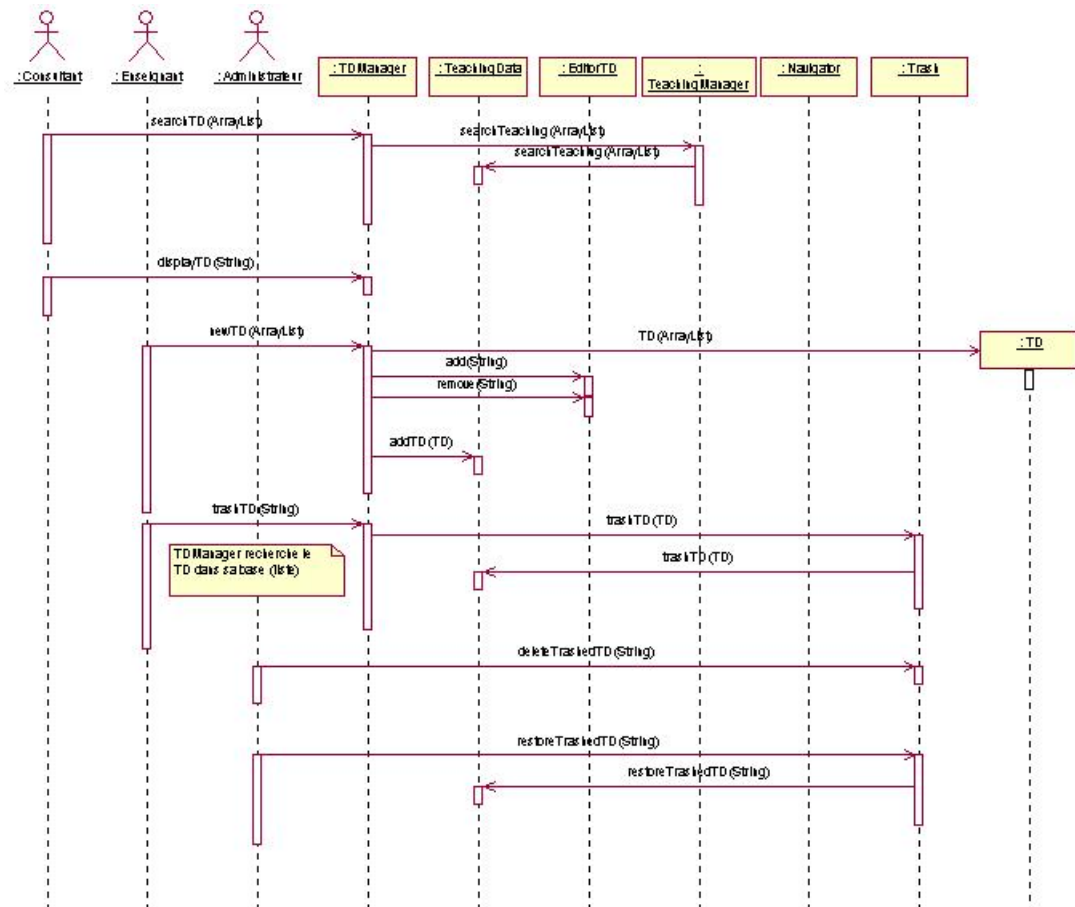 : Consultant
: Enseignant
: Administrateur
: TDManager
: TeachingData
: EditorTD
:
TeachingManager
: Navigator
: Trash
searchTD(ArrayList)
searchTeaching(ArrayList)
searchTeaching(ArrayList)
displayTD(String)
newTD(ArrayList)
TD(ArrayList)
: TD
add(String)
remove(String)
addTD(TD)
trashTD(String)
trashTD(TD)
TDManager recherche le
TD dans sa base (liste)
trashTD(TD)
deleteTrashedTD(String)
restoreTrashedTD(String)
restoreTrashedTD(String)